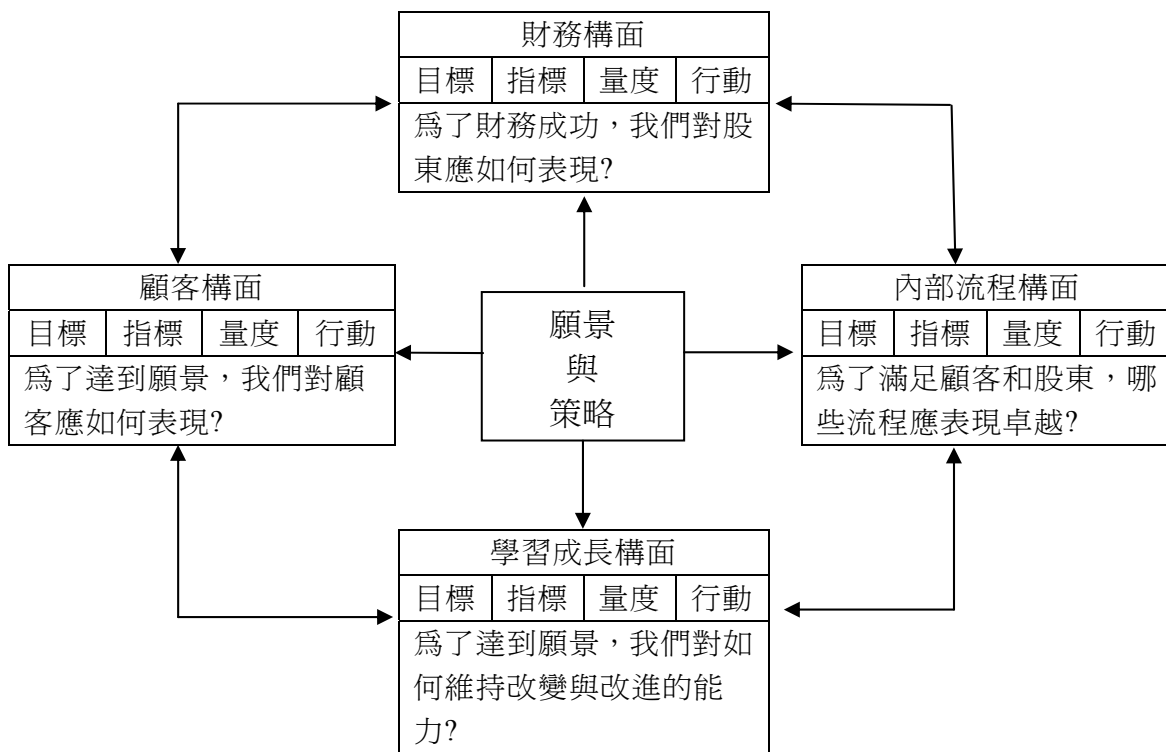 財務構面
目標 指標 量度 行動
爲了財務成功，我們對股
東應如何表現?
顧客構面
目標 指標 量度 行動
爲了達到願景，我們對顧
客應如何表現?
願景
與
策略
內部流程構面
目標 指標 量度 行動
爲了滿足顧客和股東，哪
些流程應表現卓越?
學習成長構面
目標 指標 量度 行動
爲了達到願景，我們對如
何維持改變與改進的能
力?